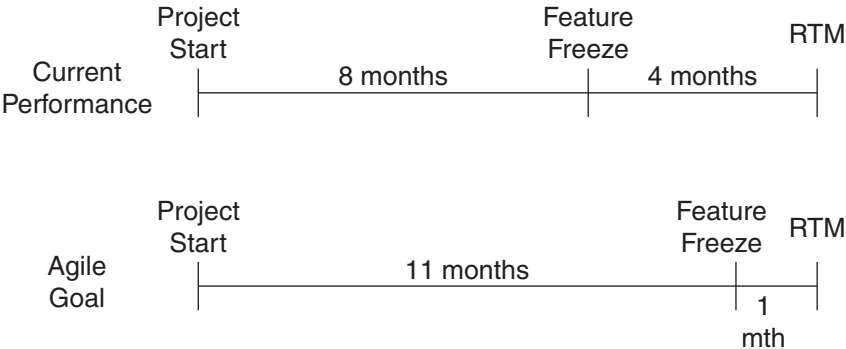 Project
Start
Feature
Freeze
RTM
Current
Performance
8 months
4 months
Project
Start
Feature
Freeze
RTM
Agile
Goal
11 months
1
mth